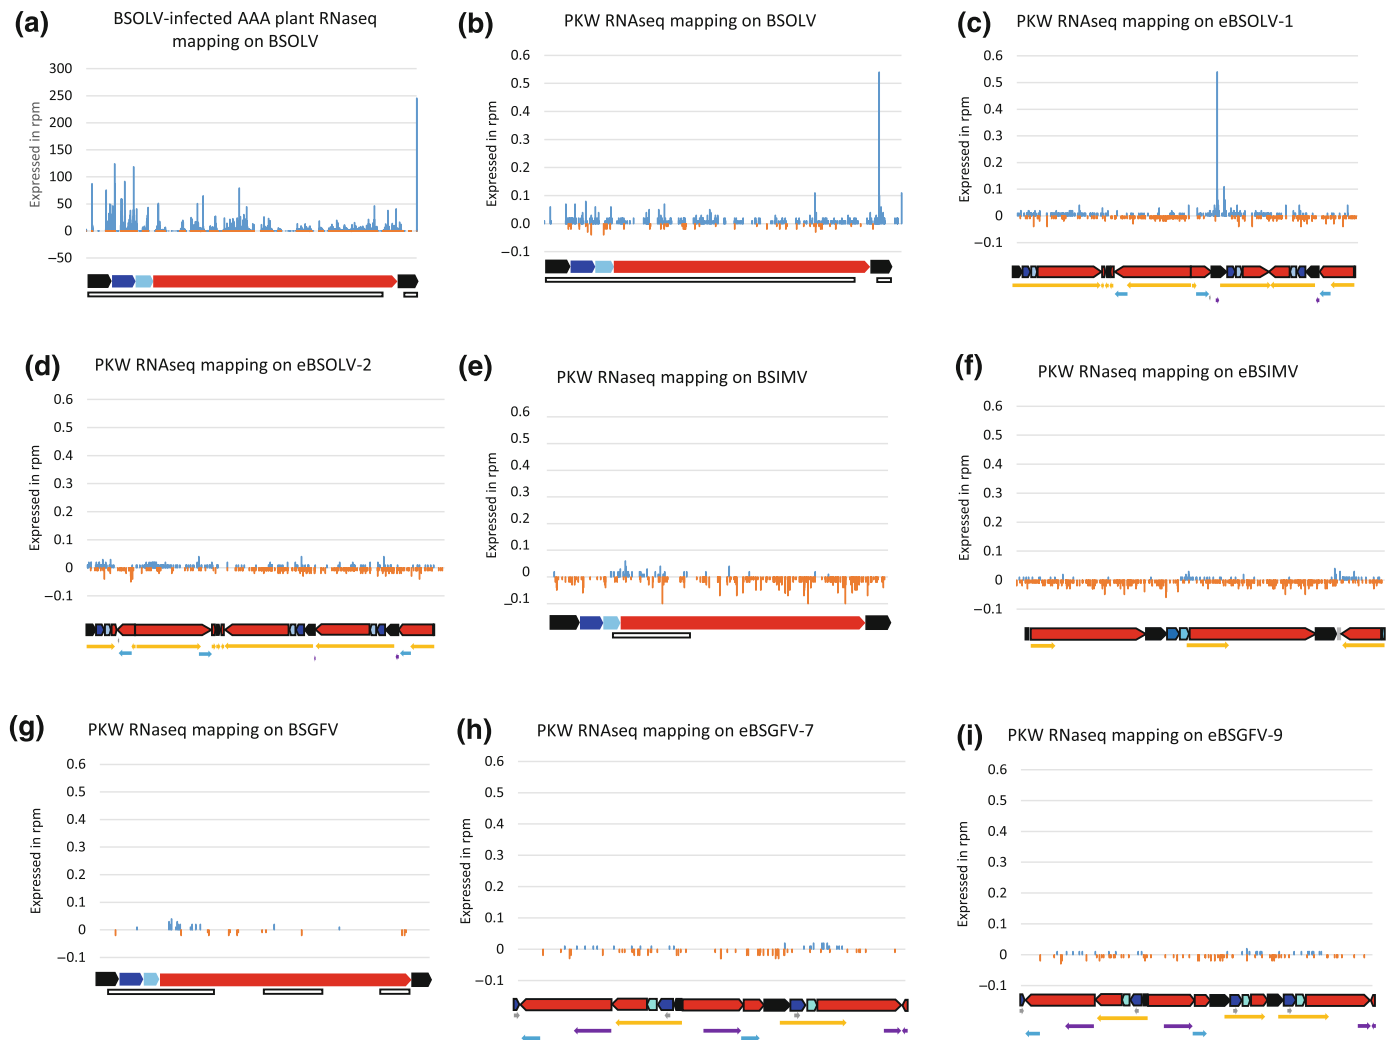 (a)
BSOLV-infected AAA plant RNaseq
mapping on BSOLV
Expressed in rpm
300
250
200
150
100
50
0
−50
(b)
PKW RNAseq mapping on BSOLV
Expressed in rpm
0.6
0.5
0.4
0.3
0.2
0.1
0.0
−0.1
(c)
PKW RNAseq mapping on eBSOLV-1
Expressed in rpm
0.6
0.5
0.4
0.3
0.2
0.1
0
−0.1
(d)
PKW RNAseq mapping on eBSOLV-2
Expressed in rpm
0.6
0.5
0.4
0.3
0.2
0.1
0
−0.1
(e)
PKW RNAseq mapping on BSIMV
Expressed in rpm
0.6
0.5
0.4
0.3
0.2
0.1
0
−0.1
(f)
PKW RNAseq mapping on eBSIMV
Expressed in rpm
0.6
0.5
0.4
0.3
0.2
0.1
0
−0.1
(g)
PKW RNaseq mapping on BSGFV
Expressed in rpm
0.6
0.5
0.4
0.3
0.2
0.1
0
−0.1
(h)
PKW RNAseq mapping on eBSGFV-7
Expressed in rpm
0.6
0.5
0.4
0.3
0.2
0.1
0
−0.1
(i)
PKW RNAseq mapping on eBSGFV-9
Expressed in rpm
0.6
0.5
0.4
0.3
0.2
0.1
0
−0.1